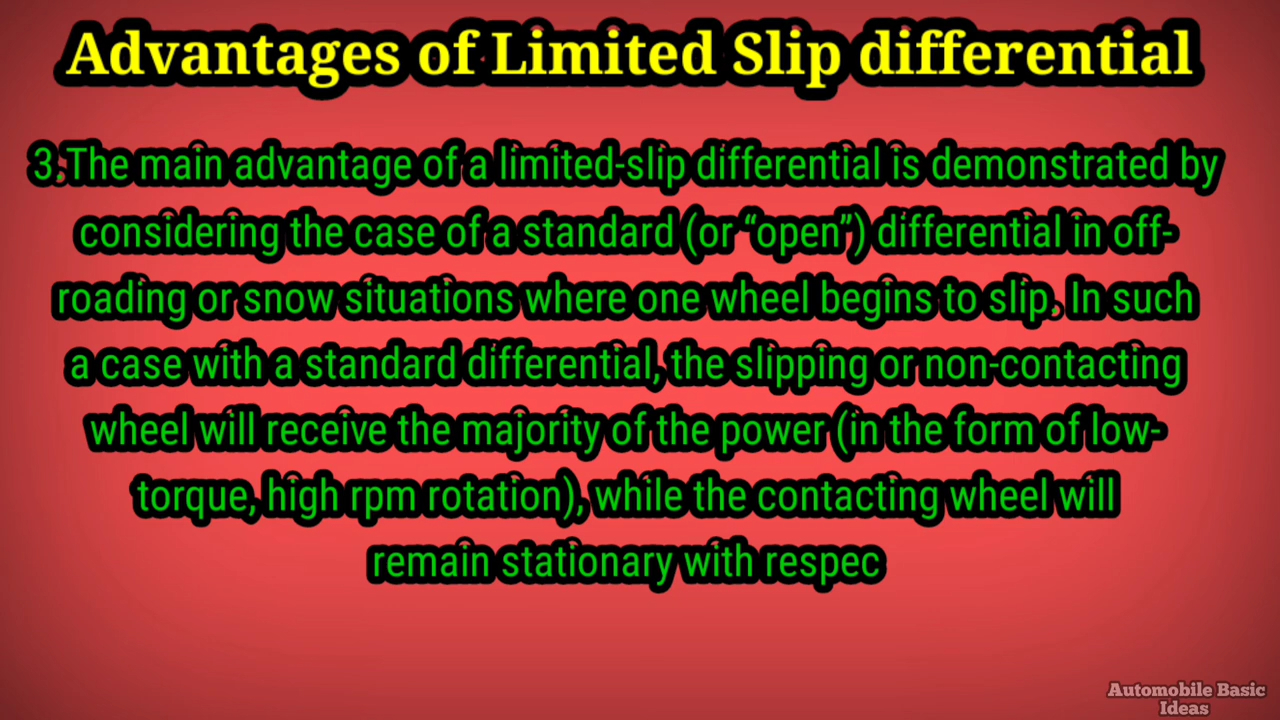 Advantages of Limited Slip differential
3.The main advantage of a limited-slip differential is demonstrated by
considering the case of a standard (or “open”) differential in off-
roading or snow situations where one wheel begins to slip. In such
a case with a standard differential, the slipping or non-contacting
wheel will receive the majority of the power (in the form of low-
torque, high rpm rotation), while the contacting wheel will
remain stationary with respec
Automobile Basic
Ideas